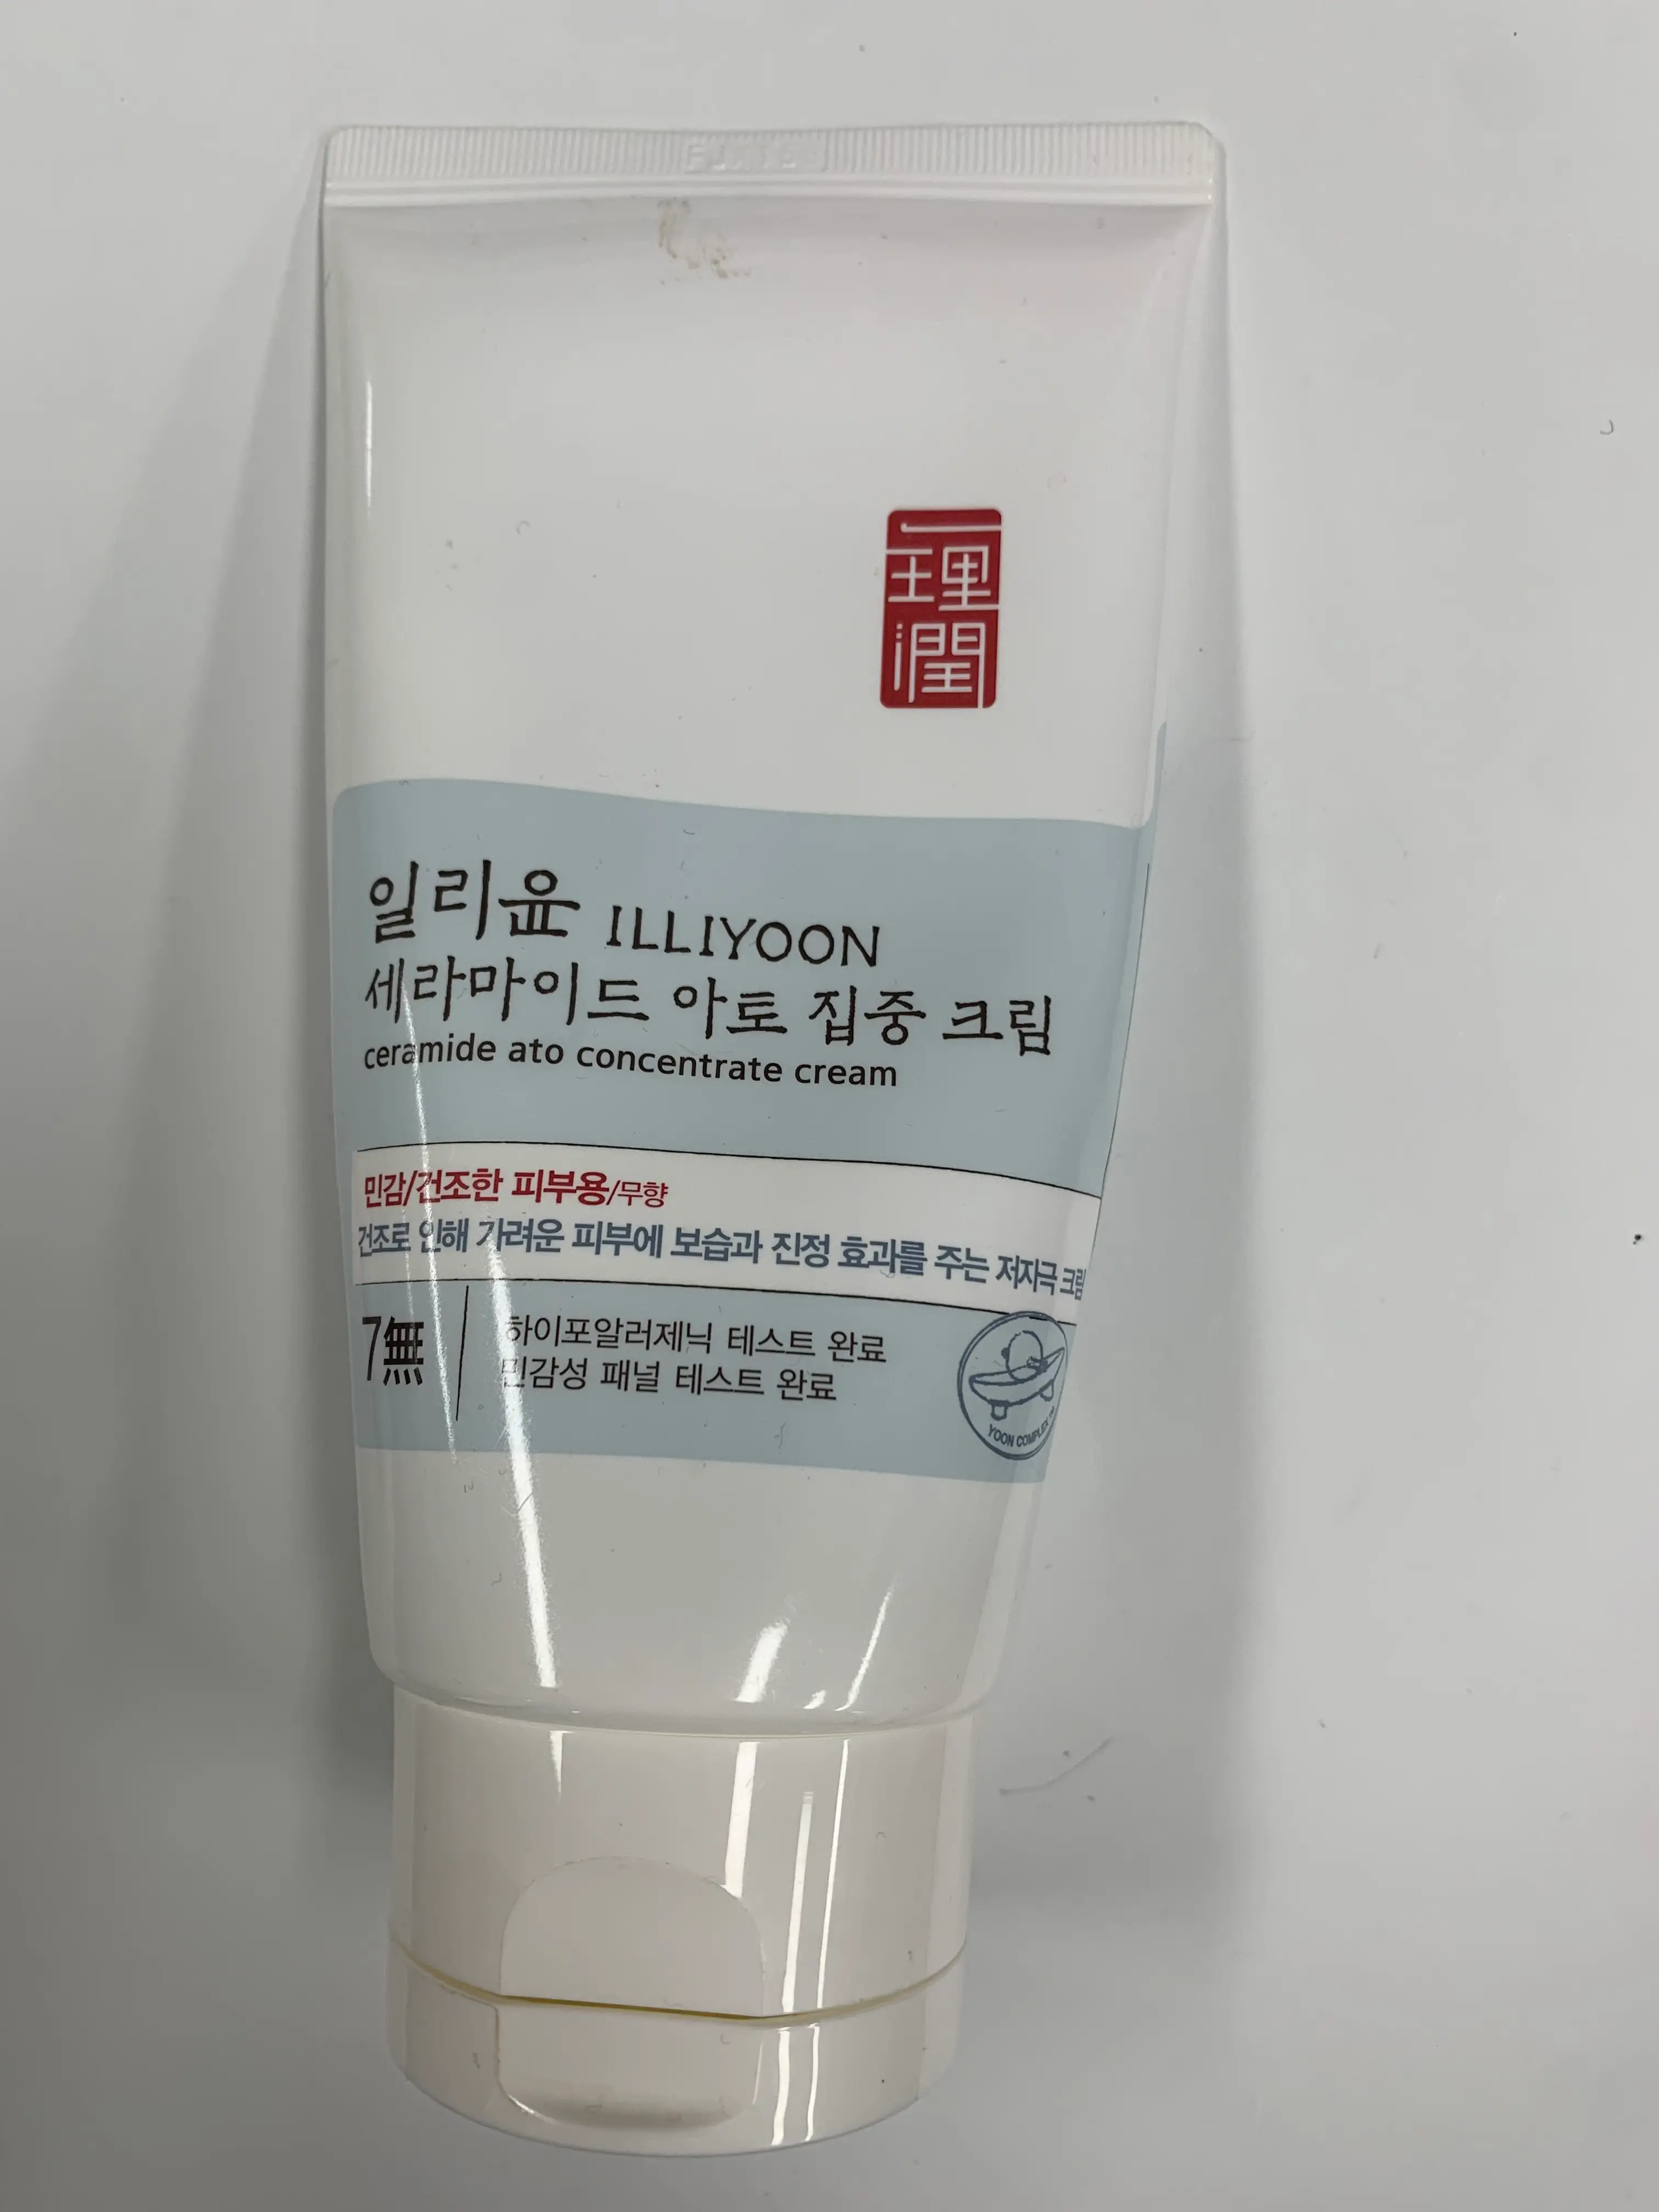 一理潤
일리윤 ILLIYOON
세라마이드 아토 집중 크림
ceramide ato concentrate cream
민감/건조한 피부용/무향
건조로 인해 가려운 피부에 보습과 진정 효과를 주는 저자극 크림
7無
하이포알러제닉 테스트 완료
민감성 패널 테스트 완료
YOON COMPLEX